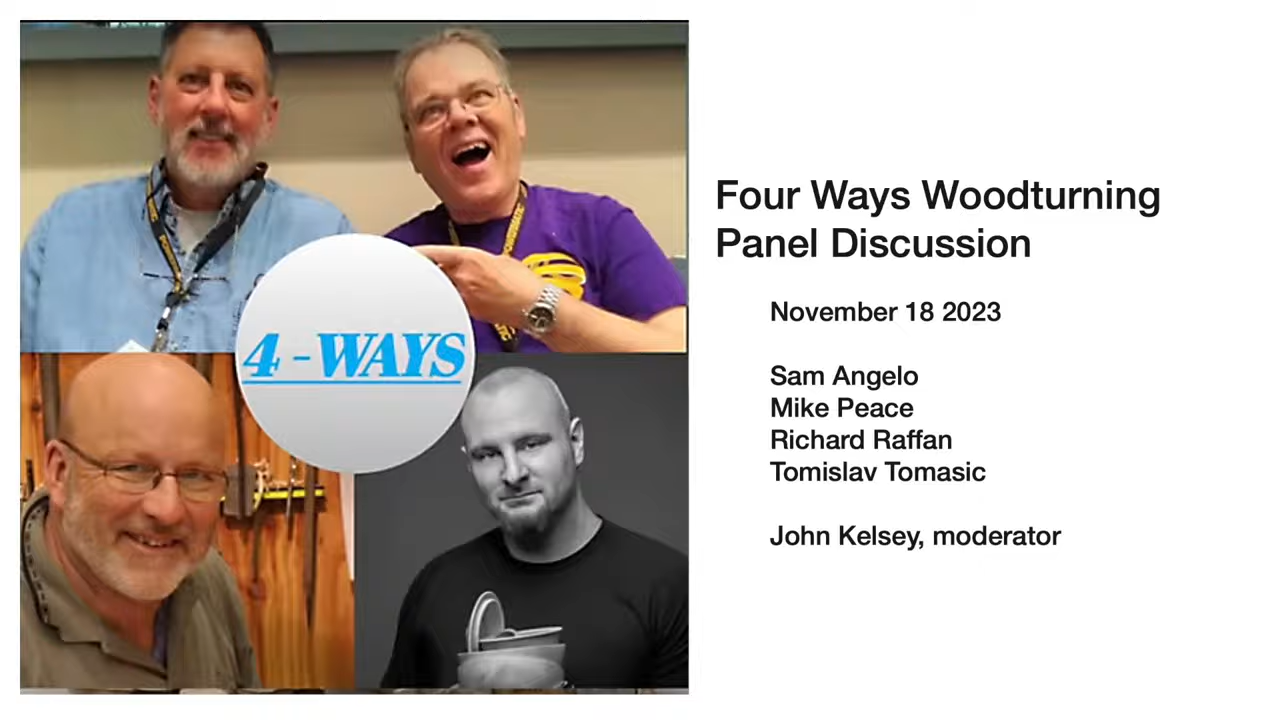 4-WAYS
Four Ways Woodturning
Panel Discussion
November 18 2023
Sam Angelo
Mike Peace
Richard Raffan
Tomislav Tomasic
John Kelsey, moderator